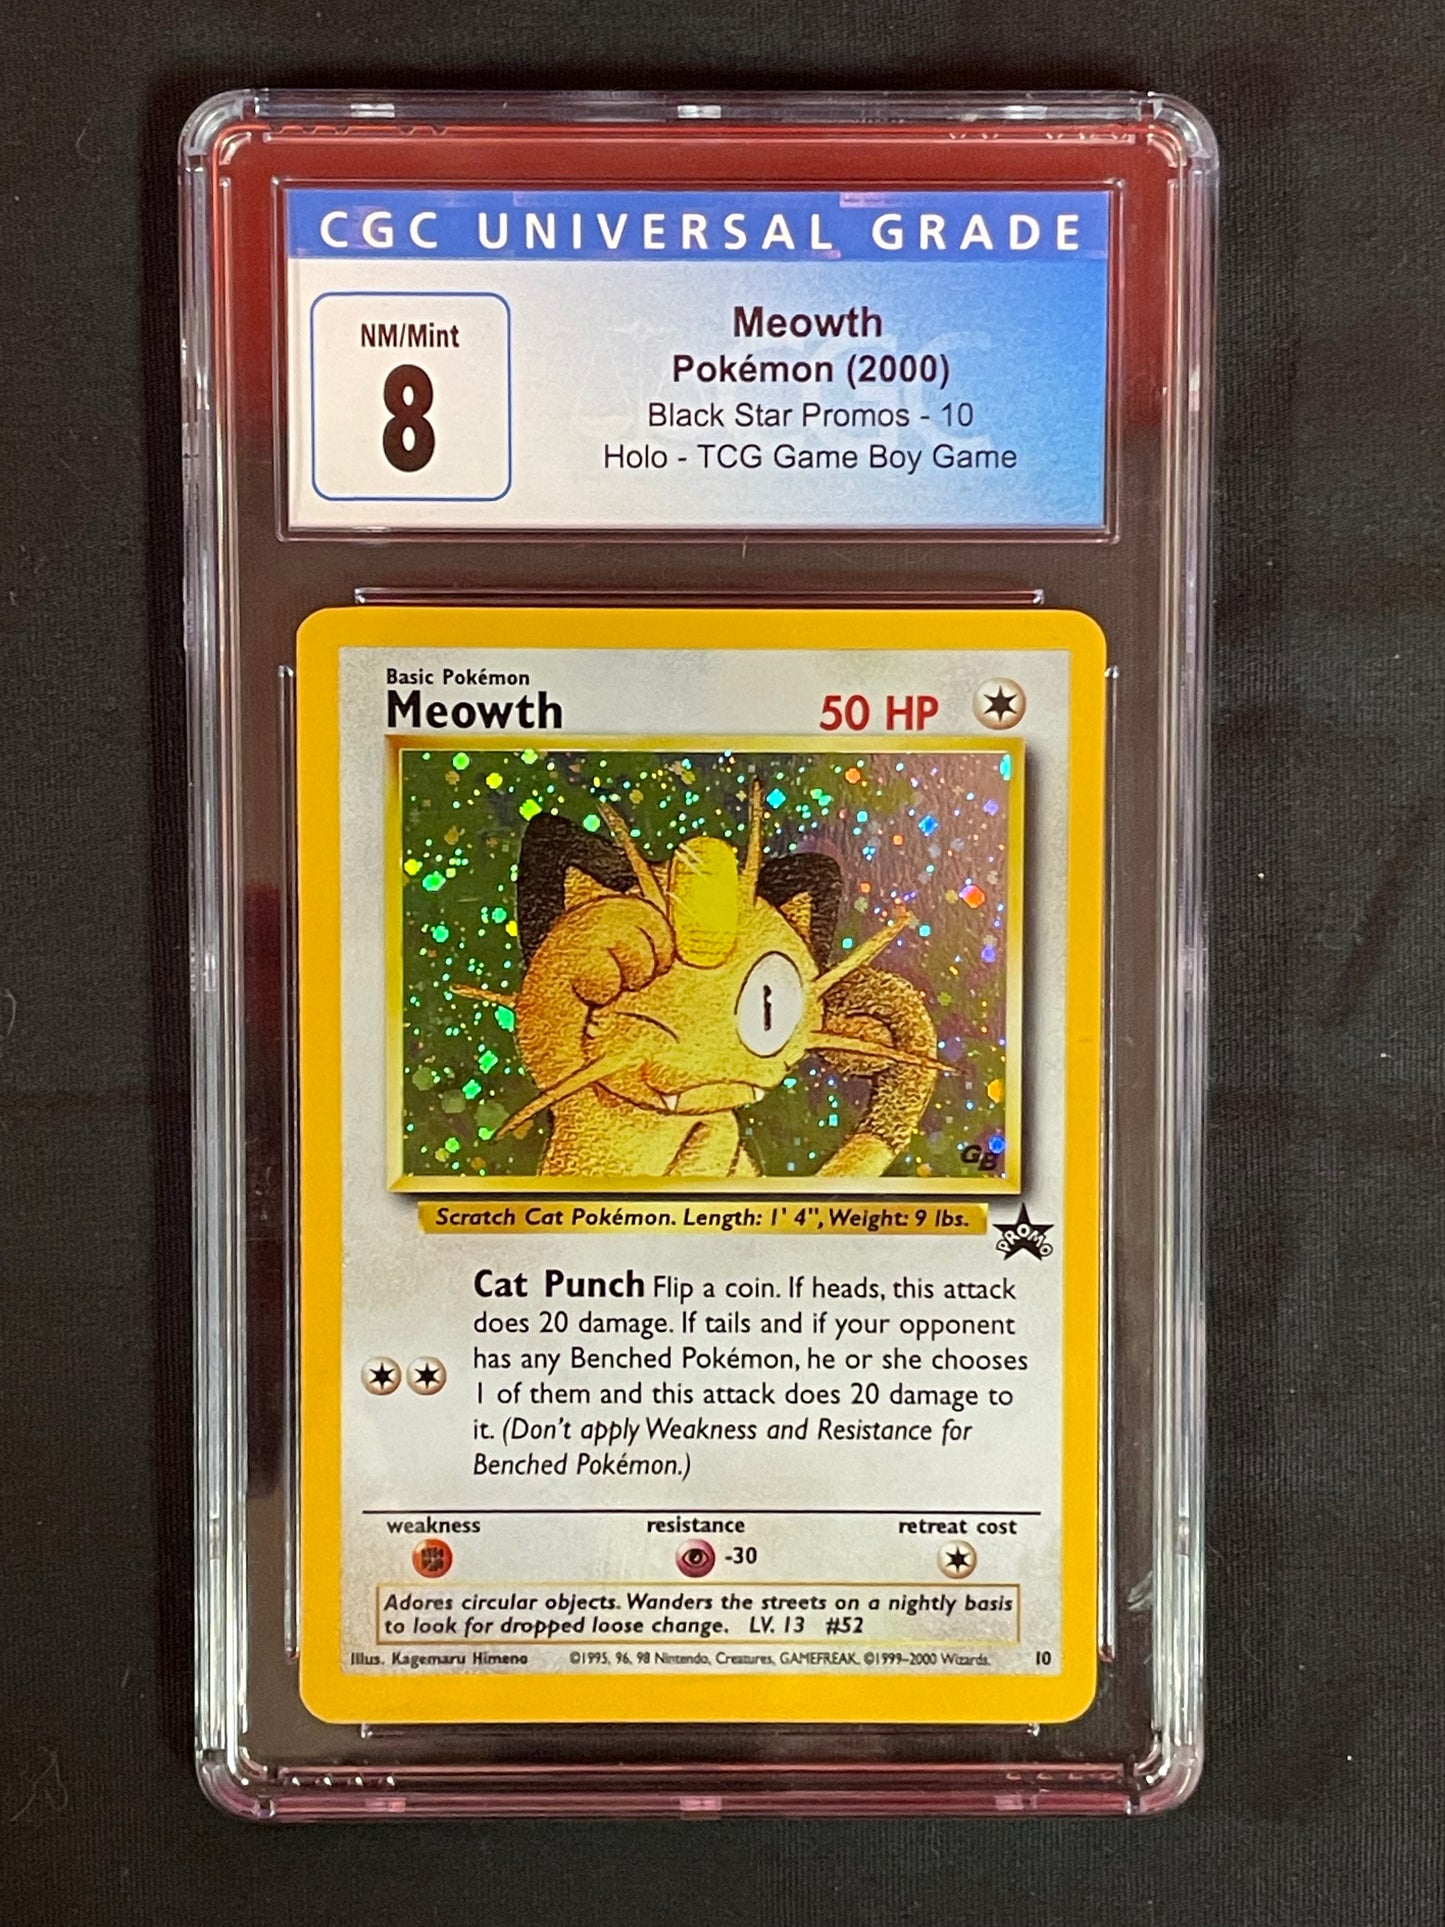 CGC UNIVERSAL GRADE
NM/Mint
8
Meowth
Pokémon (2000)
Black Star Promos - 10
Holo - TCG Game Boy Game
Basic Pokémon
Meowth
50 HP
GB
Scratch Cat Pokémon. Length: 1' 4", Weight: 9 lbs.
PROMO
Cat Punch Flip a coin. If heads, this attack
does 20 damage. If tails and if your opponent
has any Benched Pokémon, he or she chooses
1 of them and this attack does 20 damage to
it. (Don't apply Weakness and Resistance for
Benched Pokémon.)
weakness
resistance
retreat cost
-30
Adores circular objects. Wanders the streets on a nightly basis
to look for dropped loose change. LV. 13 #52
Illus. Kagemaru Himeno
©1995, 96, 98 Nintendo, Creatures, GAMEFREAK. ©1999-2000 Wizards.
10